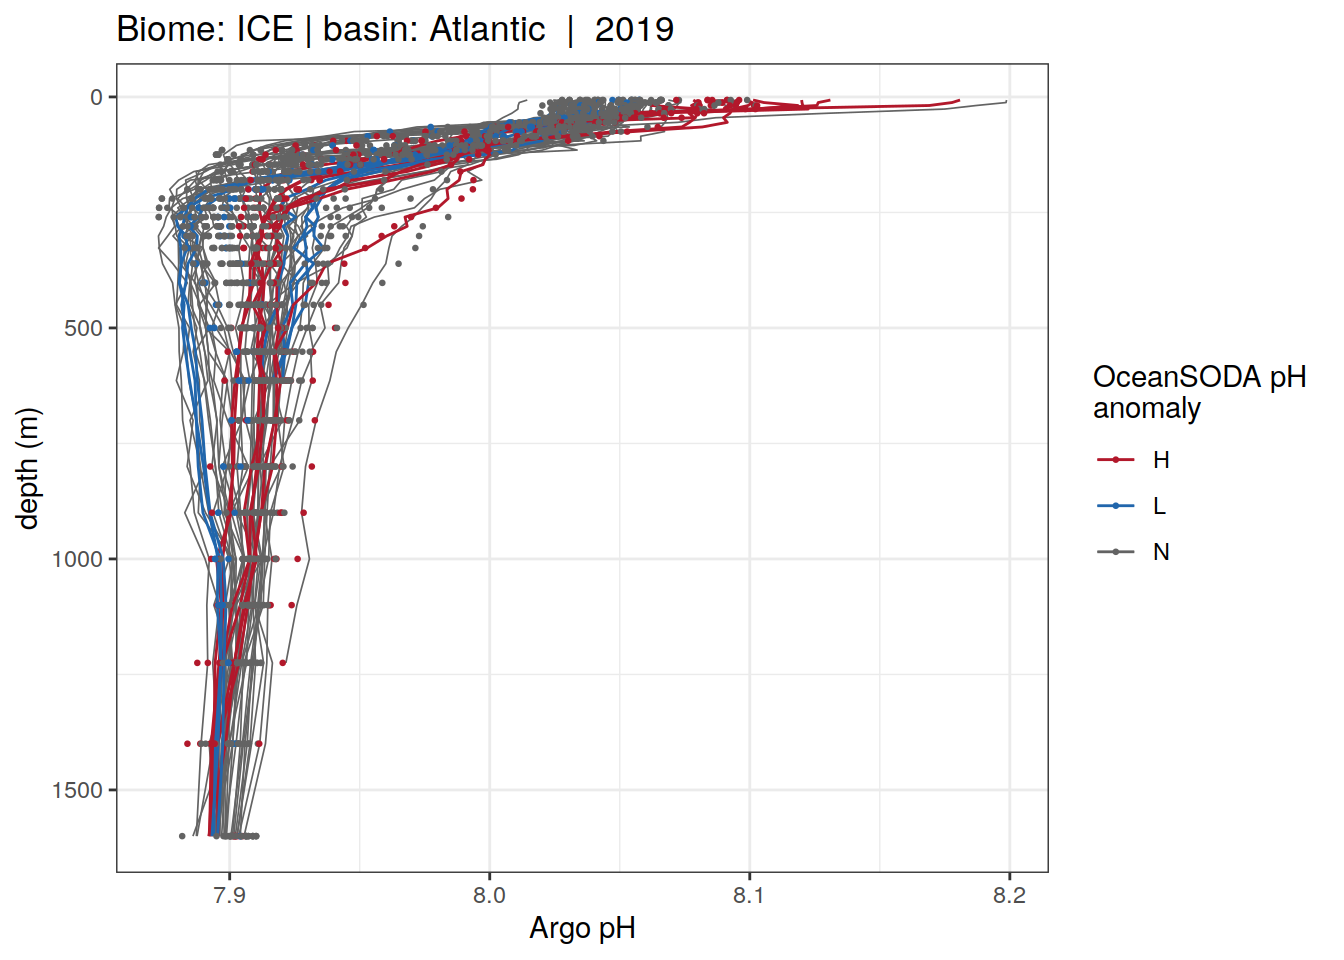 Biome: ICE | basin: Atlantic | 2019
0
500
1000
1500
depth (m)
7.9
8.0
8.1
8.2
Argo pH
OceanSODA pH
anomaly
H
L
N